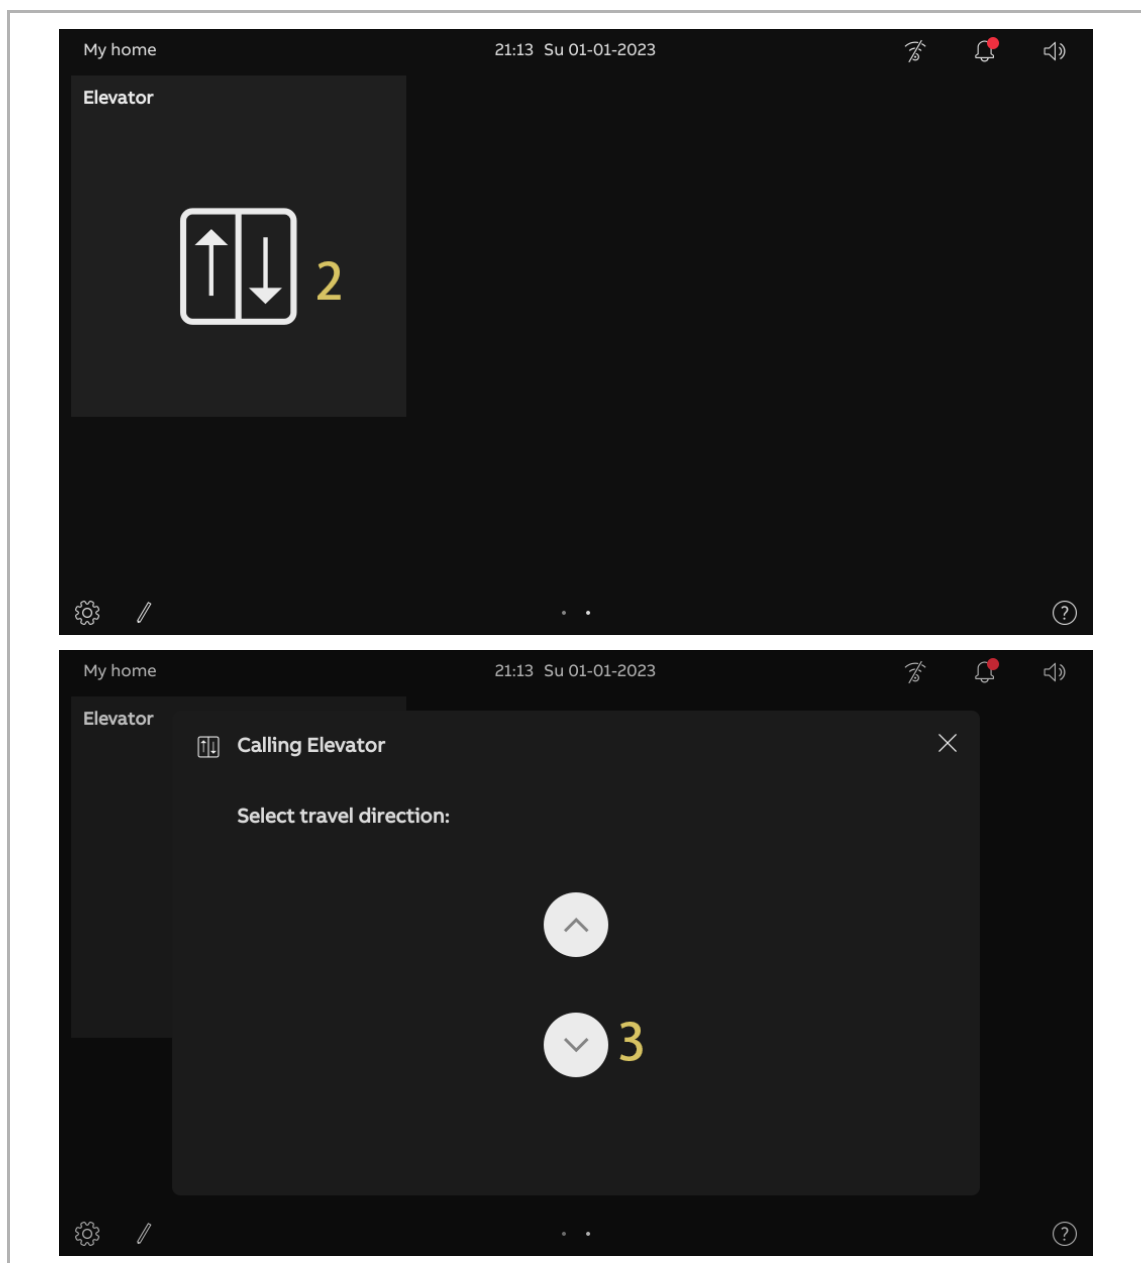 My home 21:13 Su 01-01-2023
Elevator
2
?
My home 21:13 Su 01-01-2023
Elevator
Calling Elevator
Select travel direction:
3
?